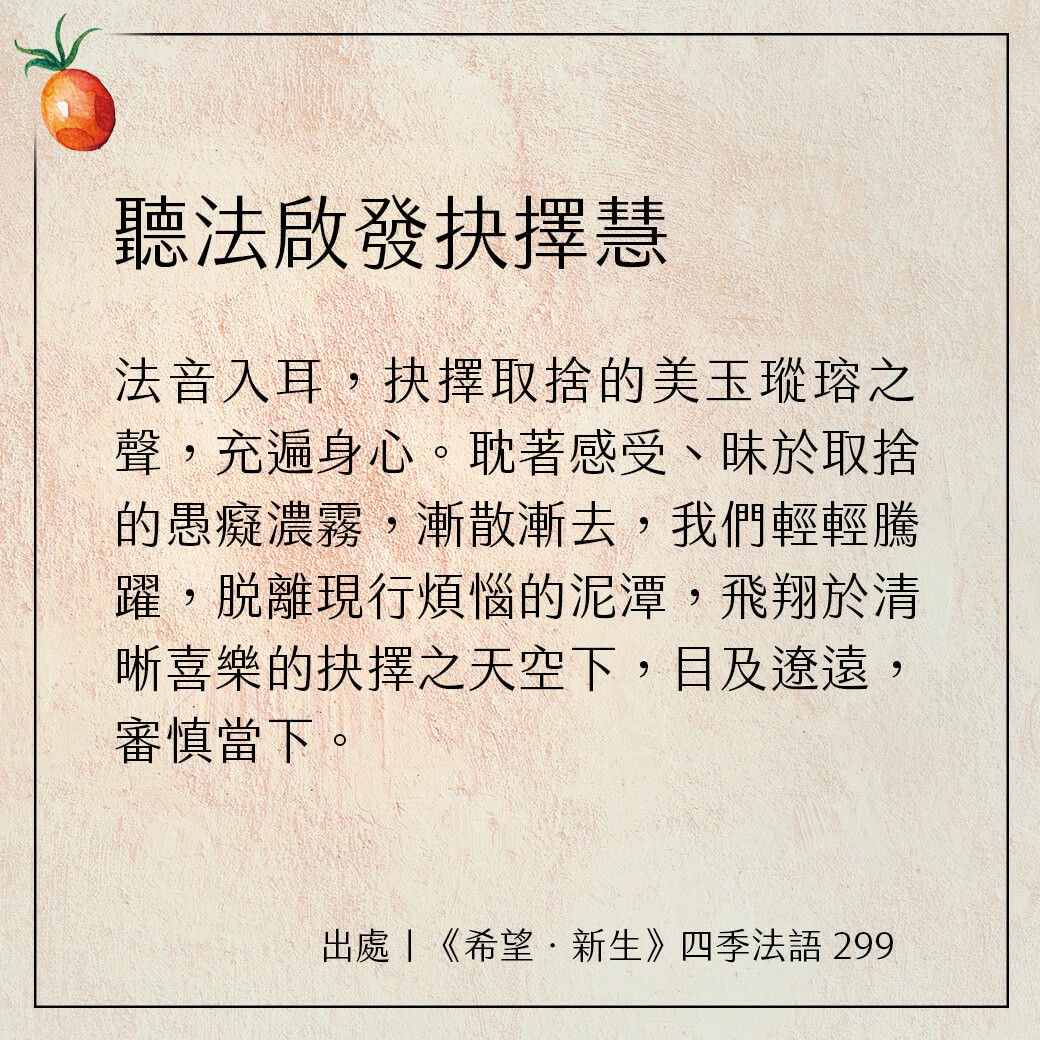 聽法啟發抉擇慧
法音入耳，抉擇取捨的美玉瑽瑢之
聲，充遍身心。耽著感受、昧於取捨
的愚癡濃霧，漸散漸去，我們輕輕騰
躍，脫離現行煩惱的泥潭，飛翔於清
晰喜樂的抉擇之天空下，目及遼遠，
審慎當下。
出處｜《希望．新生》四季法語 299